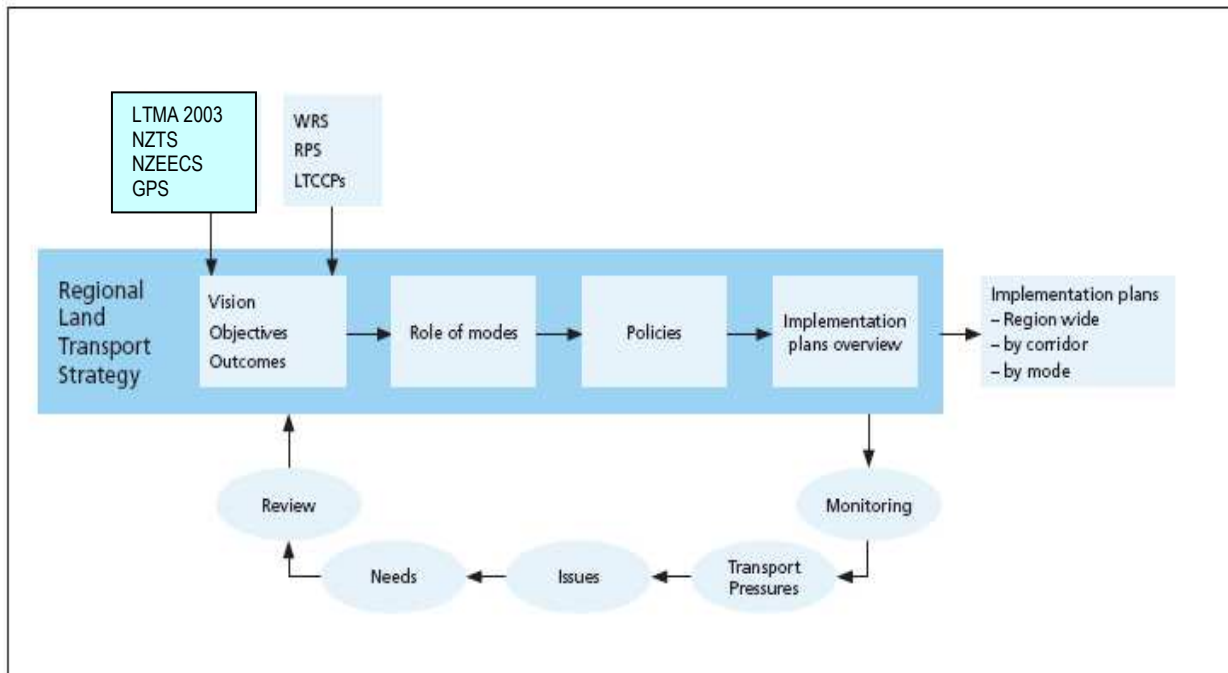 LTMA 2003
NZTS
NZEECS
GPS
WRS
RPS
LTCCPs
Regional
Land
Transport
Strategy
Vision
Objectives
Outcomes
Role of modes
Policies
Implementation
plans overview
Implementation plans
– Region wide
– by corridor
– by mode
Review
Monitoring
Needs
Issues
Transport
Pressures